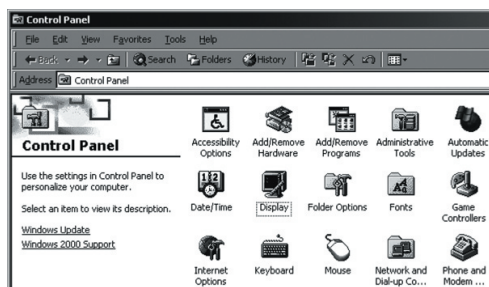 Control Panel
File Edit View Favorites Tools Help
Back Search Folders History
Address Control Panel
Control Panel
Use the settings in Control Panel to
personalize your computer.
Select an item to view its description.
Windows Update
Windows 2000 Support
Accessibility Options
Add/Remove Hardware
Add/Remove Programs
Administrative Tools
Automatic Updates
Date/Time
Display
Folder Options
Fonts
Game Controllers
Internet Options
Keyboard
Mouse
Network and Dial-up Co...
Phone and Modem ...